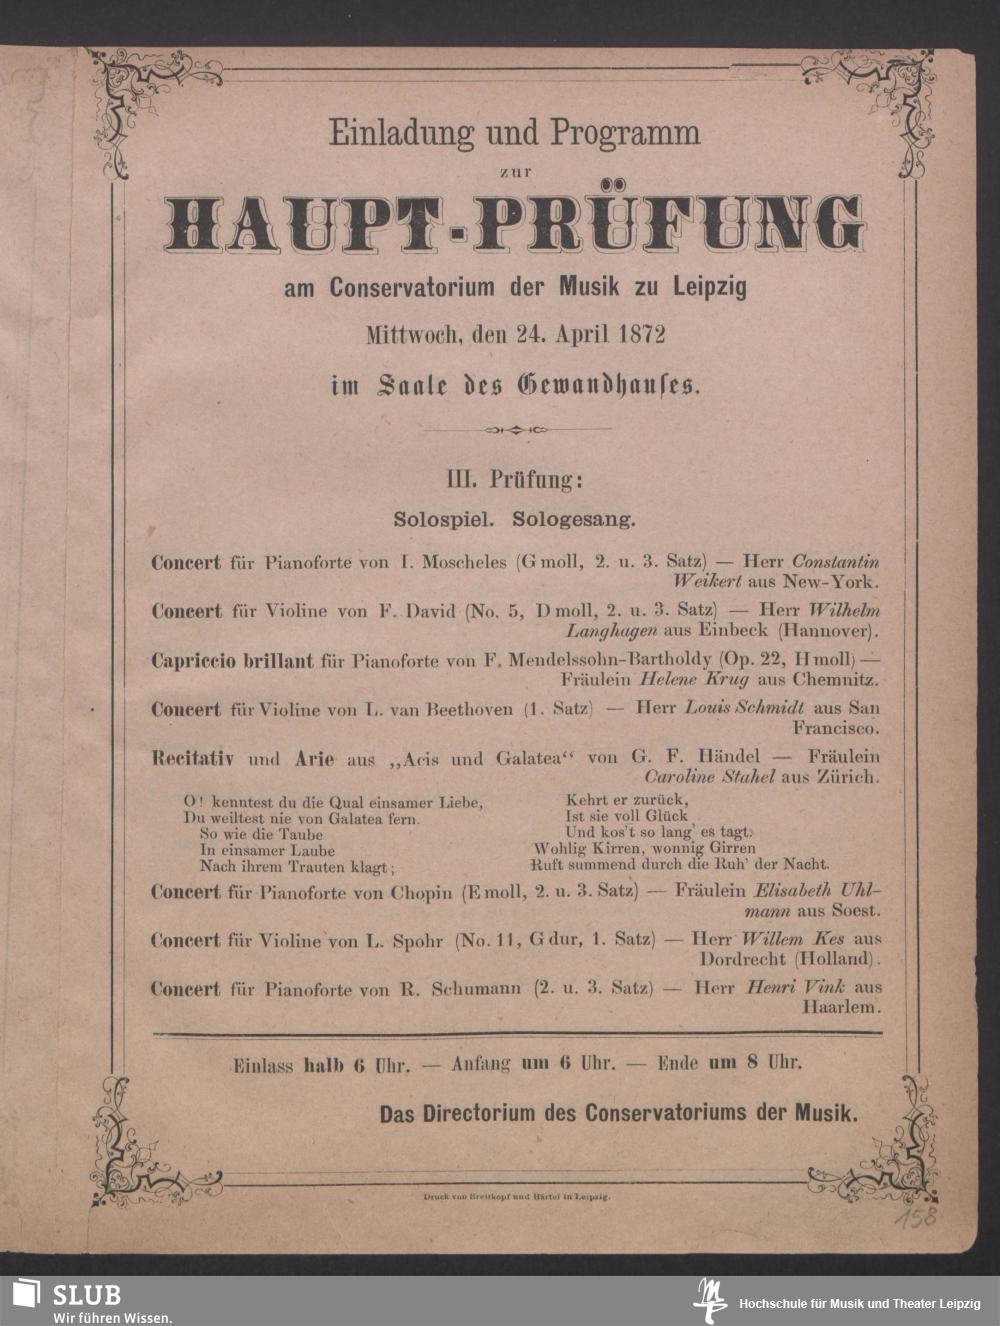 Einladung und Programm
zur
HAUPT-PRÜFUNG
am Conservatorium der Musik zu Leipzig
Mittwoch, den 24. April 1872
im Saale des Gewandhauſes.
III. Prüfung:
Solospiel. Sologesang.
Concert für Pianoforte von I. Moscheles (G moll, 2. u. 3. Satz) — Herr Constantin
Weikert aus New-York.
Concert für Violine von F. David (No. 5, D moll, 2. u. 3. Satz) — Herr Wilhelm
Langhagen aus Einbeck (Hannover).
Capriccio brillant für Pianoforte von F. Mendelssohn-Bartholdy (Op. 22, H moll) —
Fräulein Helene Krug aus Chemnitz.
Concert für Violine von L. van Beethoven (1. Satz) — Herr Louis Schmidt aus San
Francisco.
Recitativ und Arie aus „Acis und Galatea“ von G. F. Händel — Fräulein
Caroline Stahel aus Zürich.
O! kenntest du die Qual einsamer Liebe,
Du weiltest nie von Galatea fern.
So wie die Taube
In einsamer Laube
Nach ihrem Trauten klagt;
Kehrt er zurück,
Ist sie voll Glück
Und kos't so lang' es tagt.
Wohlig Kirren, wonnig Girren
Ruft summend durch die Ruh' der Nacht.
Concert für Pianoforte von Chopin (E moll, 2. u. 3. Satz) — Fräulein Elisabeth Uhl-
mann aus Soest.
Concert für Violine von L. Spohr (No. 11, G dur, 1. Satz) — Herr Willem Kes aus
Dordrecht (Holland).
Concert für Pianoforte von R. Schumann (2. u. 3. Satz) — Herr Henri Vink aus
Haarlem.
Einlass halb 6 Uhr. — Anfang um 6 Uhr. — Ende um 8 Uhr.
Das Directorium des Conservatoriums der Musik.
Druck von Breitkopf und Härtel in Leipzig.
158
SLUB
Wir führen Wissen.
Hochschule für Musik und Theater Leipzig